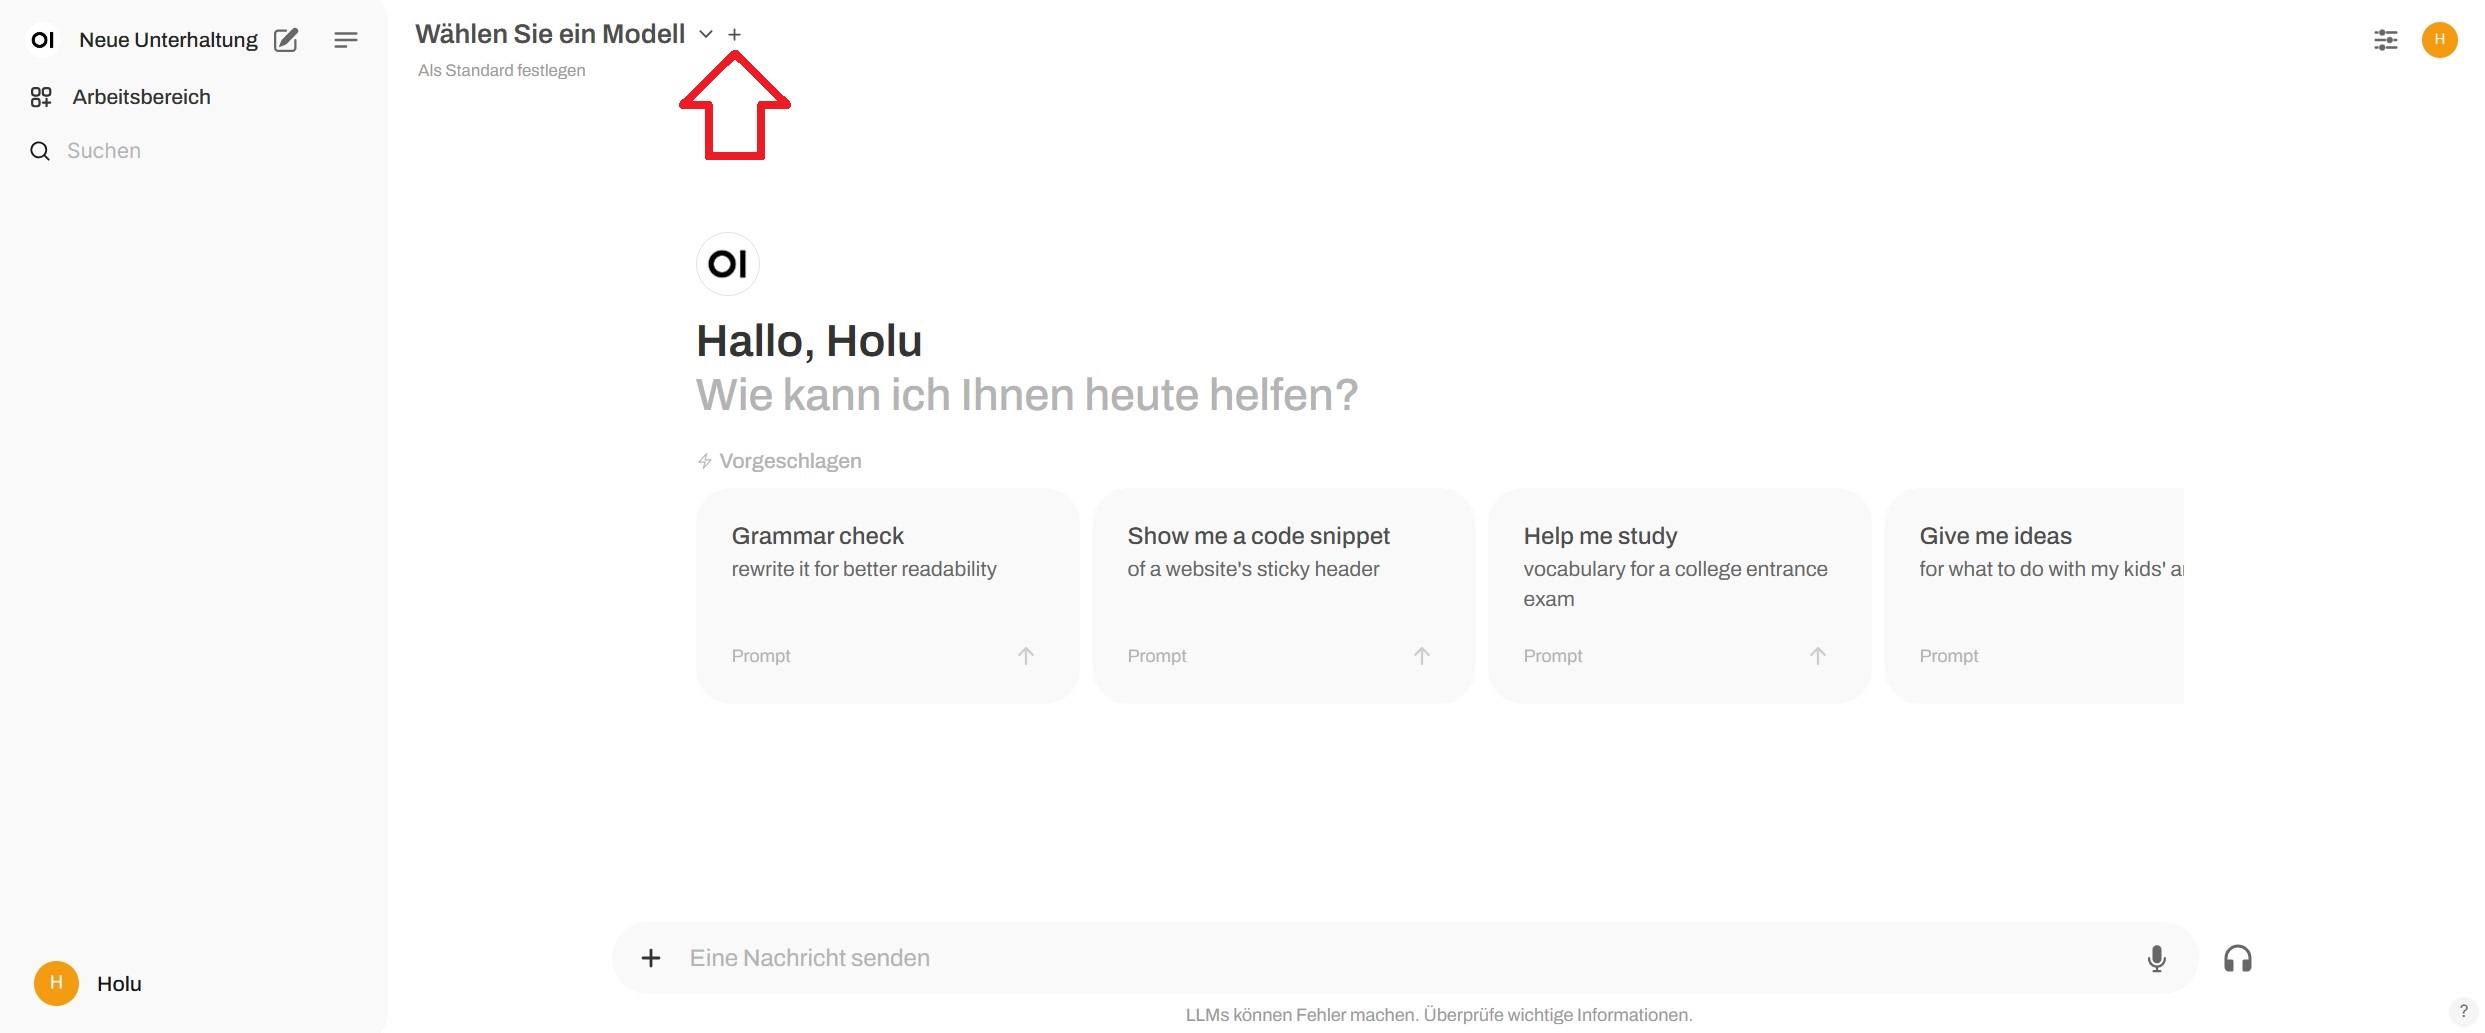 OI Neue Unterhaltung
Arbeitsbereich
Suchen
Wählen Sie ein Modell
Als Standard festlegen
H
OI
Hallo, Holu
Wie kann ich Ihnen heute helfen?
Vorgeschlagen
Grammar check
rewrite it for better readability
Prompt
Show me a code snippet
of a website's sticky header
Prompt
Help me study
vocabulary for a college entrance
exam
Prompt
Give me ideas
for what to do with my kids'
Prompt
Eine Nachricht senden
LLMs können Fehler machen. Überprüfe wichtige Informationen.
H Holu
?